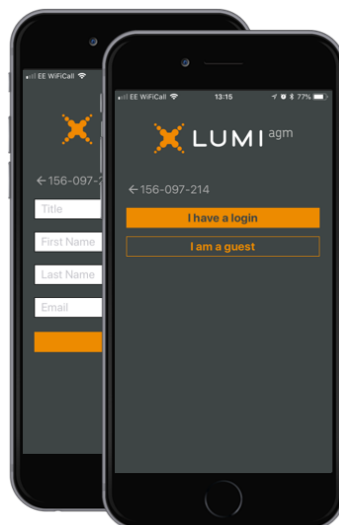 EE WiFiCall
156-097-2
Title
First Name
Last Name
Email
EE WiFiCall 13:15 77%
LUMI agm
156-097-214
I have a login
I am a guest